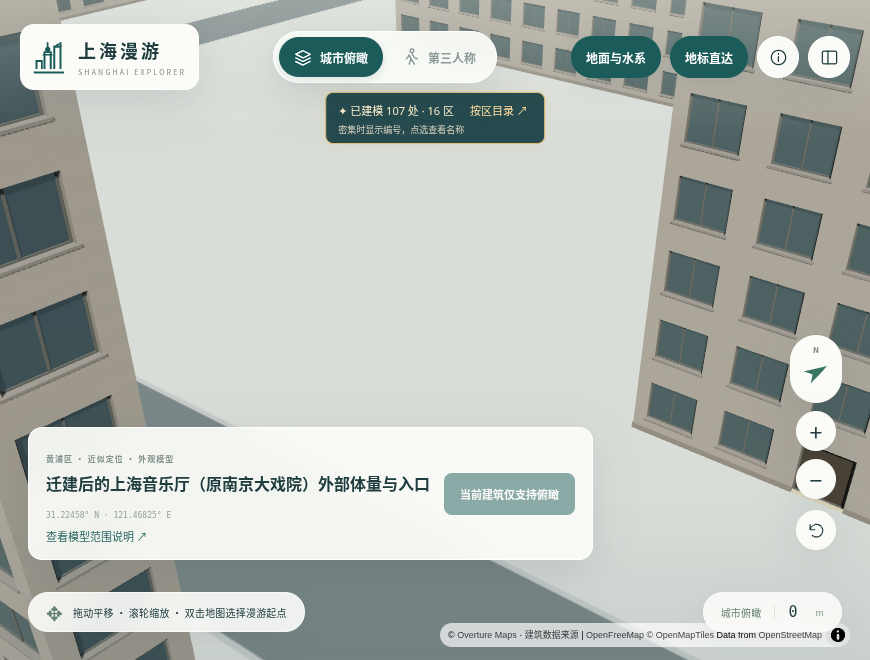 上海漫游
SHANGHAI EXPLORER
城市俯瞰
第三人称
地面与水系
地标直达
✦ 已建模 107 处 · 16 区 按区目录 ↗
密集时显示编号，点选查看名称
N
+
−
黄浦区 · 近似定位 · 外观模型
迁建后的上海音乐厅（原南京大戏院）外部体量与入口
当前建筑仅支持俯瞰
31.22458° N · 121.46825° E
查看模型范围说明 ↗
拖动平移 · 滚轮缩放 · 双击地图选择漫游起点
城市俯瞰 0 m
© Overture Maps · 建筑数据来源 | OpenFreeMap © OpenMapTiles Data from OpenStreetMap